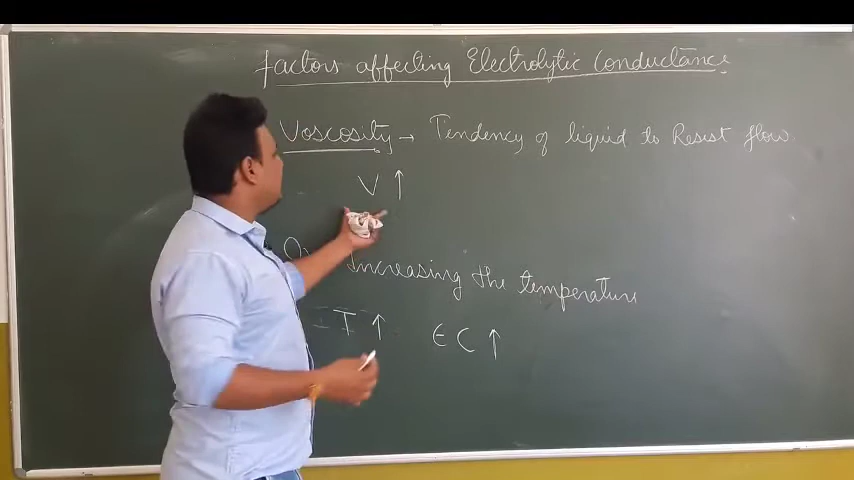 Factors affecting Electrolytic Conductance:
Voscosity → Tendency of liquid to Resist flow.
V ↑
Increasing the temperature
T ↑ EC ↑